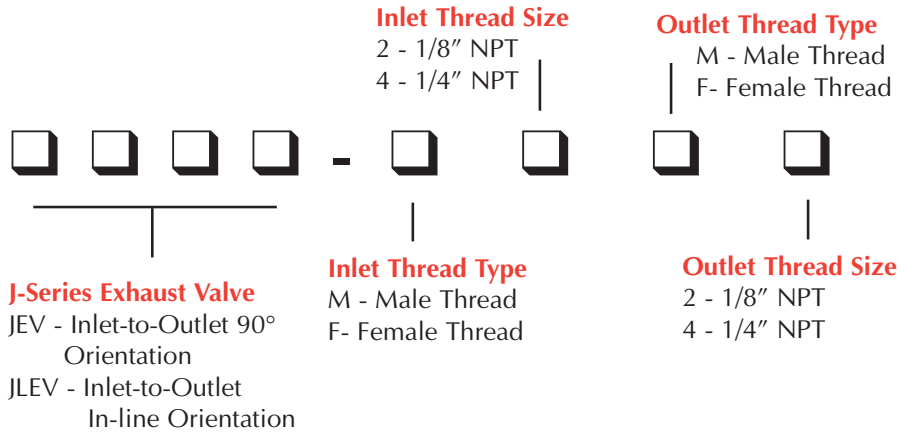 Inlet Thread Size
2 - 1/8″ NPT
4 - 1/4″ NPT
Outlet Thread Type
M - Male Thread
F- Female Thread
-
J-Series Exhaust Valve
JEV - Inlet-to-Outlet 90°
Orientation
JLEV - Inlet-to-Outlet
In-line Orientation
Inlet Thread Type
M - Male Thread
F- Female Thread
Outlet Thread Size
2 - 1/8″ NPT
4 - 1/4″ NPT